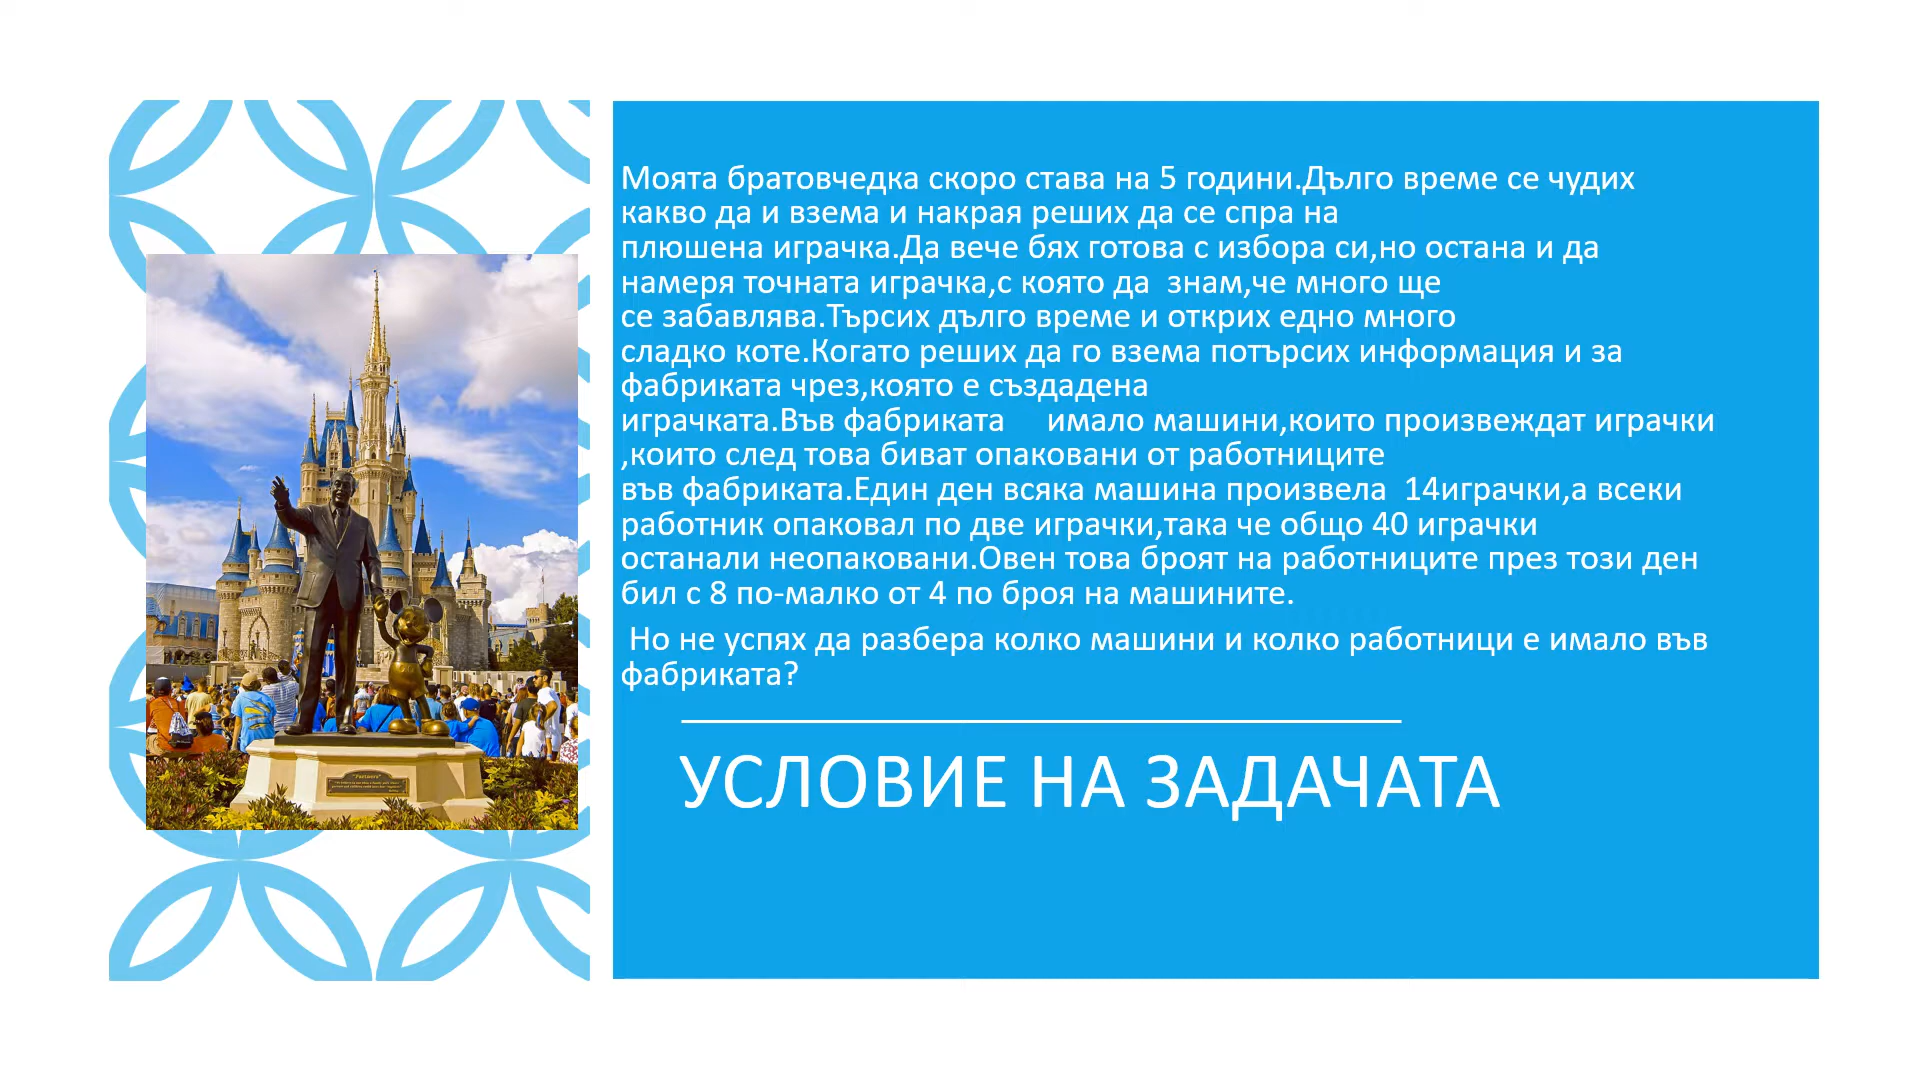 Моята братовчедка скоро става на 5 години.Дълго време се чудих
какво да и взема и накрая реших да се спра на
плюшена играчка.Да вече бях готова с избора си,но остана и да
намеря точната играчка,с която да  знам,че много ще
се забавлява.Търсих дълго време и открих едно много
сладко коте.Когато реших да го взема потърсих информация и за
фабриката чрез,която е създадена
играчката.Във фабриката     имало машини,които произвеждат играчки
,които след това биват опаковани от работниците
във фабриката.Един ден всяка машина произвела  14играчки,а всеки
работник опаковал по две играчки,така че общо 40 играчки
останали неопаковани.Овен това броят на работниците през този ден
бил с 8 по-малко от 4 по броя на машините.
Но не успях да разбера колко машини и колко работници е имало във
фабриката?
УСЛОВИЕ НА ЗАДАЧАТА